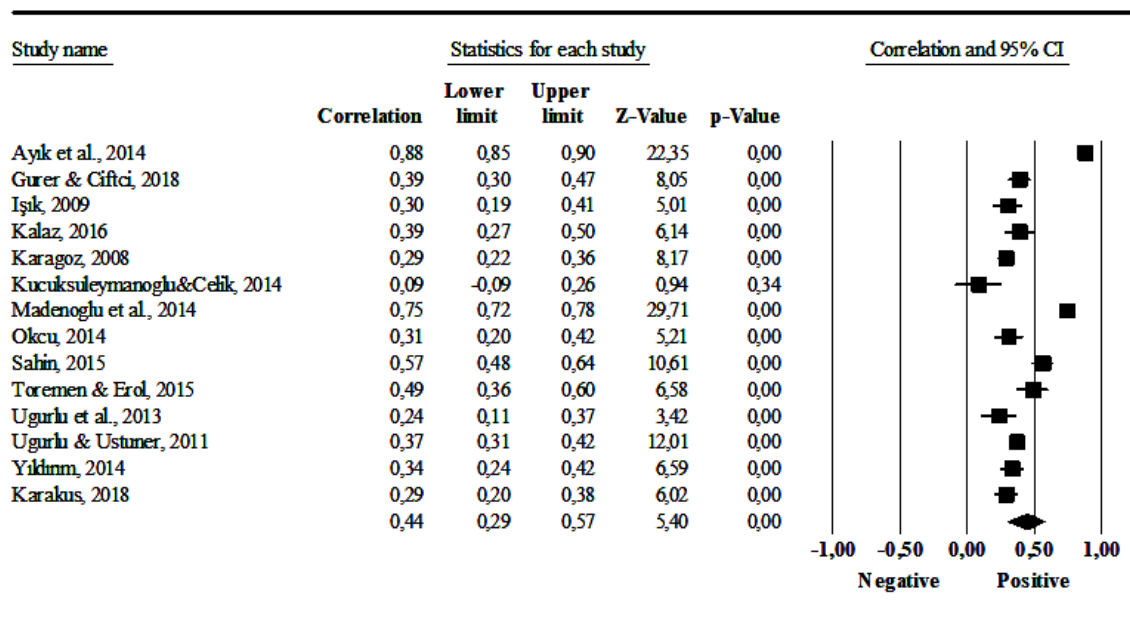 Study name Statistics for each study Correlation and 95% CI
Lower Upper
Correlation limit limit Z-Value p-Value
Ayık et al., 2014 0,88 0,85 0,90 22,35 0,00
Gurer & Ciftci, 2018 0,39 0,30 0,47 8,05 0,00
Işık, 2009 0,30 0,19 0,41 5,01 0,00
Kalaz, 2016 0,39 0,27 0,50 6,14 0,00
Karagoz, 2008 0,29 0,22 0,36 8,17 0,00
Kucuksuleymanoglu&Celik, 2014 0,09 -0,09 0,26 0,94 0,34
Madenoglu et al., 2014 0,75 0,72 0,78 29,71 0,00
Okcu, 2014 0,31 0,20 0,42 5,21 0,00
Sahin, 2015 0,57 0,48 0,64 10,61 0,00
Toremen & Erol, 2015 0,49 0,36 0,60 6,58 0,00
Ugurlu et al., 2013 0,24 0,11 0,37 3,42 0,00
Ugurlu & Ustuner, 2011 0,37 0,31 0,42 12,01 0,00
Yıldırım, 2014 0,34 0,24 0,42 6,59 0,00
Karakus, 2018 0,29 0,20 0,38 6,02 0,00
0,44 0,29 0,57 5,40 0,00
-1,00 -0,50 0,00 0,50 1,00
Negative Positive